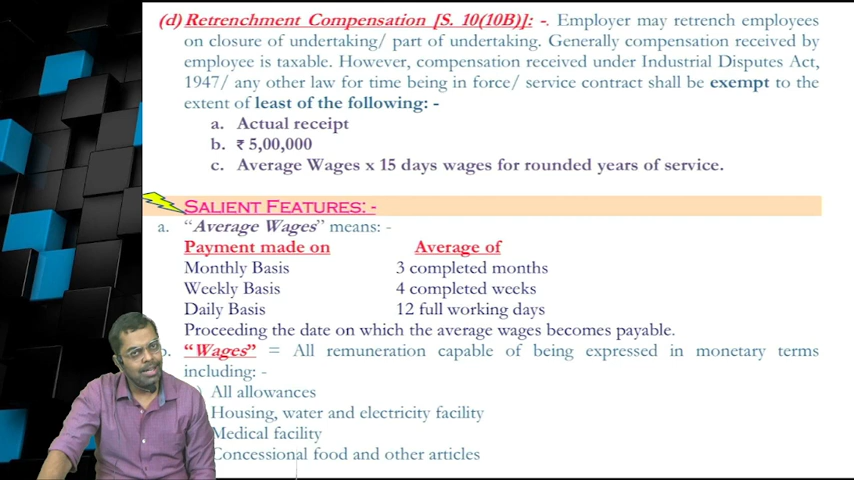 (d) Retrenchment Compensation [S. 10(10B)]: -. Employer may retrench employees
on closure of undertaking/ part of undertaking. Generally compensation received by
employee is taxable. However, compensation received under Industrial Disputes Act,
1947/ any other law for time being in force/ service contract shall be exempt to the
extent of least of the following: -
a. Actual receipt
b. ₹ 5,00,000
c. Average Wages x 15 days wages for rounded years of service.
SALIENT FEATURES: -
a. “Average Wages” means: -
Payment made on Average of
Monthly Basis 3 completed months
Weekly Basis 4 completed weeks
Daily Basis 12 full working days
Proceeding the date on which the average wages becomes payable.
“Wages” = All remuneration capable of being expressed in monetary terms
including: -
All allowances
Housing, water and electricity facility
Medical facility
Concessional food and other articles